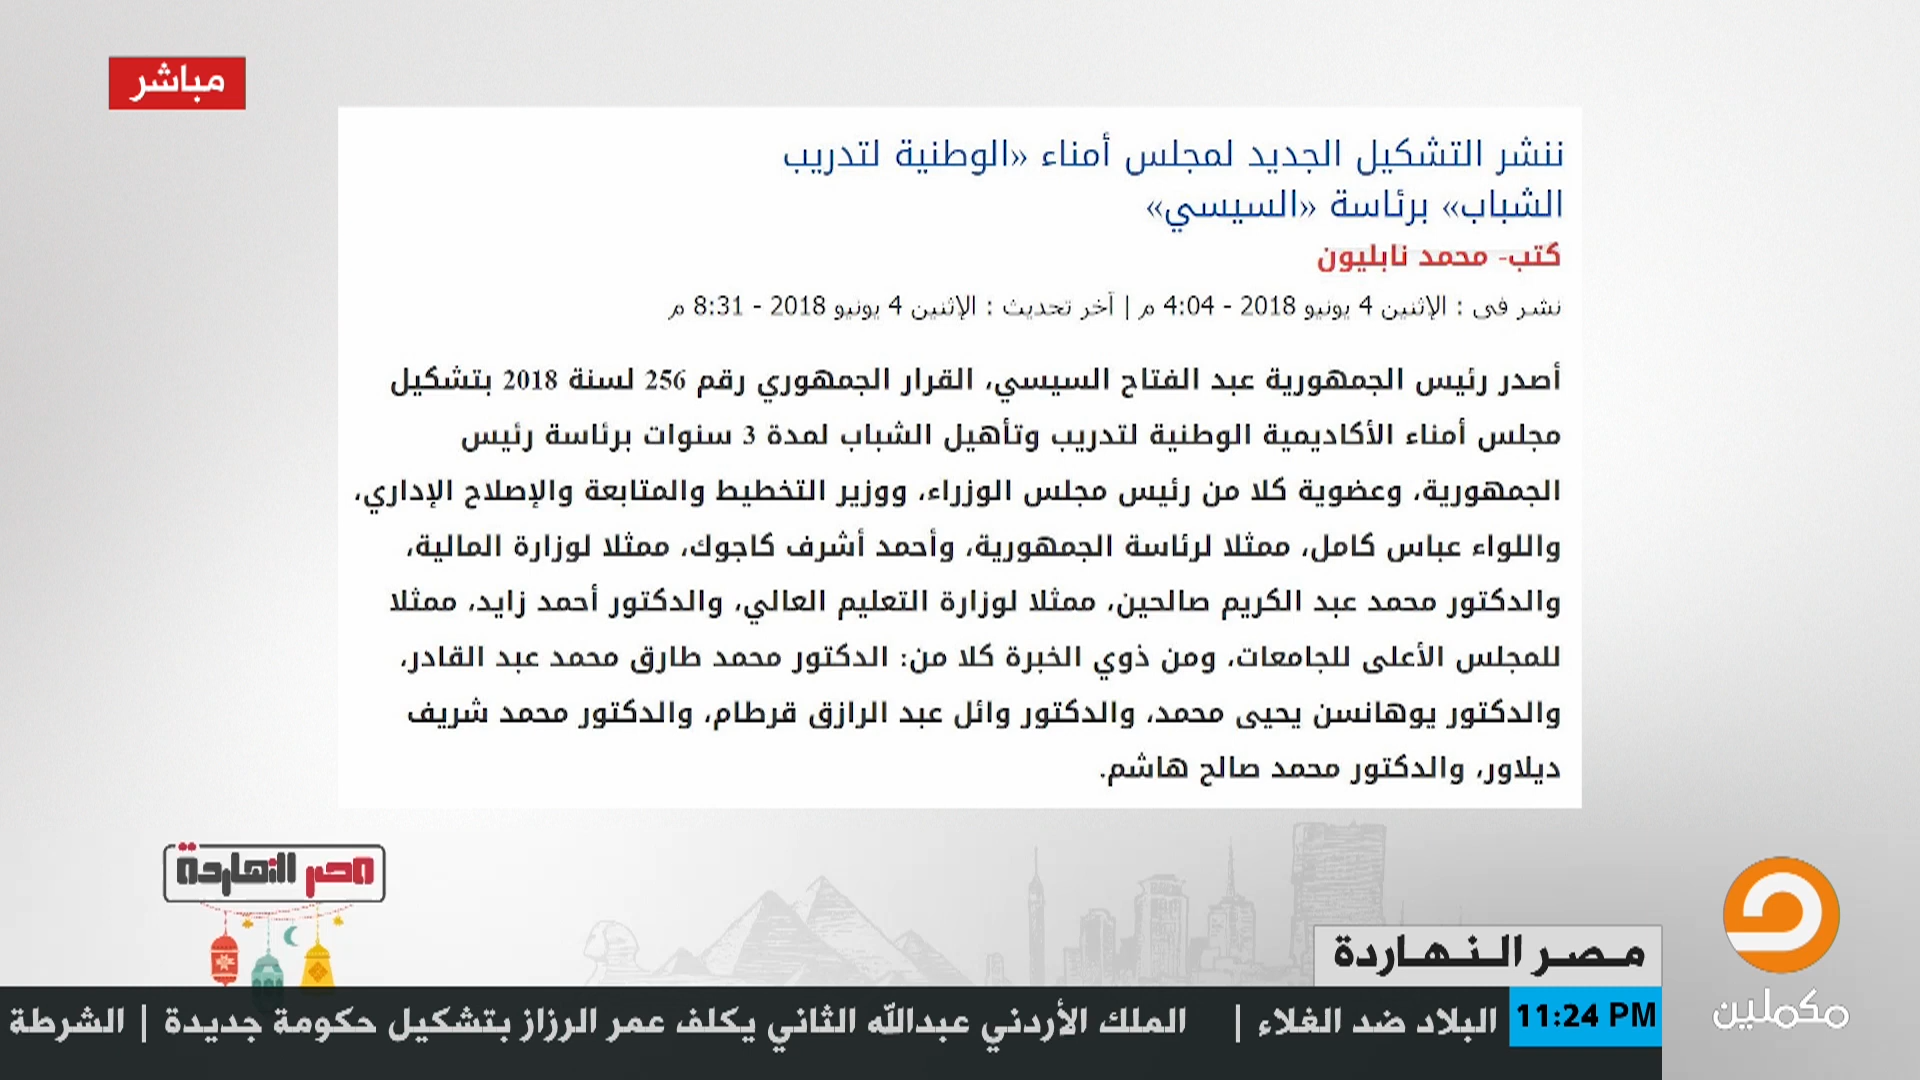 مباشر
ننشر التشكيل الجديد لمجلس أمناء «الوطنية لتدريب
الشباب» برئاسة «السيسي»
كتب- محمد نابليون
نشر فى : الإثنين 4 يونيو 2018 - 4:04 م | آخر تحديث : الإثنين 4 يونيو 2018 - 8:31 م
أصدر رئيس الجمهورية عبد الفتاح السيسي، القرار الجمهوري رقم 256 لسنة 2018 بتشكيل
مجلس أمناء الأكاديمية الوطنية لتدريب وتأهيل الشباب لمدة 3 سنوات برئاسة رئيس
الجمهورية، وعضوية كلا من رئيس مجلس الوزراء، ووزير التخطيط والمتابعة والإصلاح الإداري،
واللواء عباس كامل، ممثلا لرئاسة الجمهورية، وأحمد أشرف كاجوك، ممثلا لوزارة المالية،
والدكتور محمد عبد الكريم صالحين، ممثلا لوزارة التعليم العالي، والدكتور أحمد زايد، ممثلا
للمجلس الأعلى للجامعات، ومن ذوي الخبرة كلا من: الدكتور محمد طارق محمد عبد القادر،
والدكتور يوهانسن يحيى محمد، والدكتور وائل عبد الرازق قرطام، والدكتور محمد شريف
ديلاور، والدكتور محمد صالح هاشم.
مصر النهاردة
مصر النهاردة
11:24 PM
البلاد ضد الغلاء | الملك الأردني عبدالله الثاني يكلف عمر الرزاز بتشكيل حكومة جديدة | الشرطة
مكملين